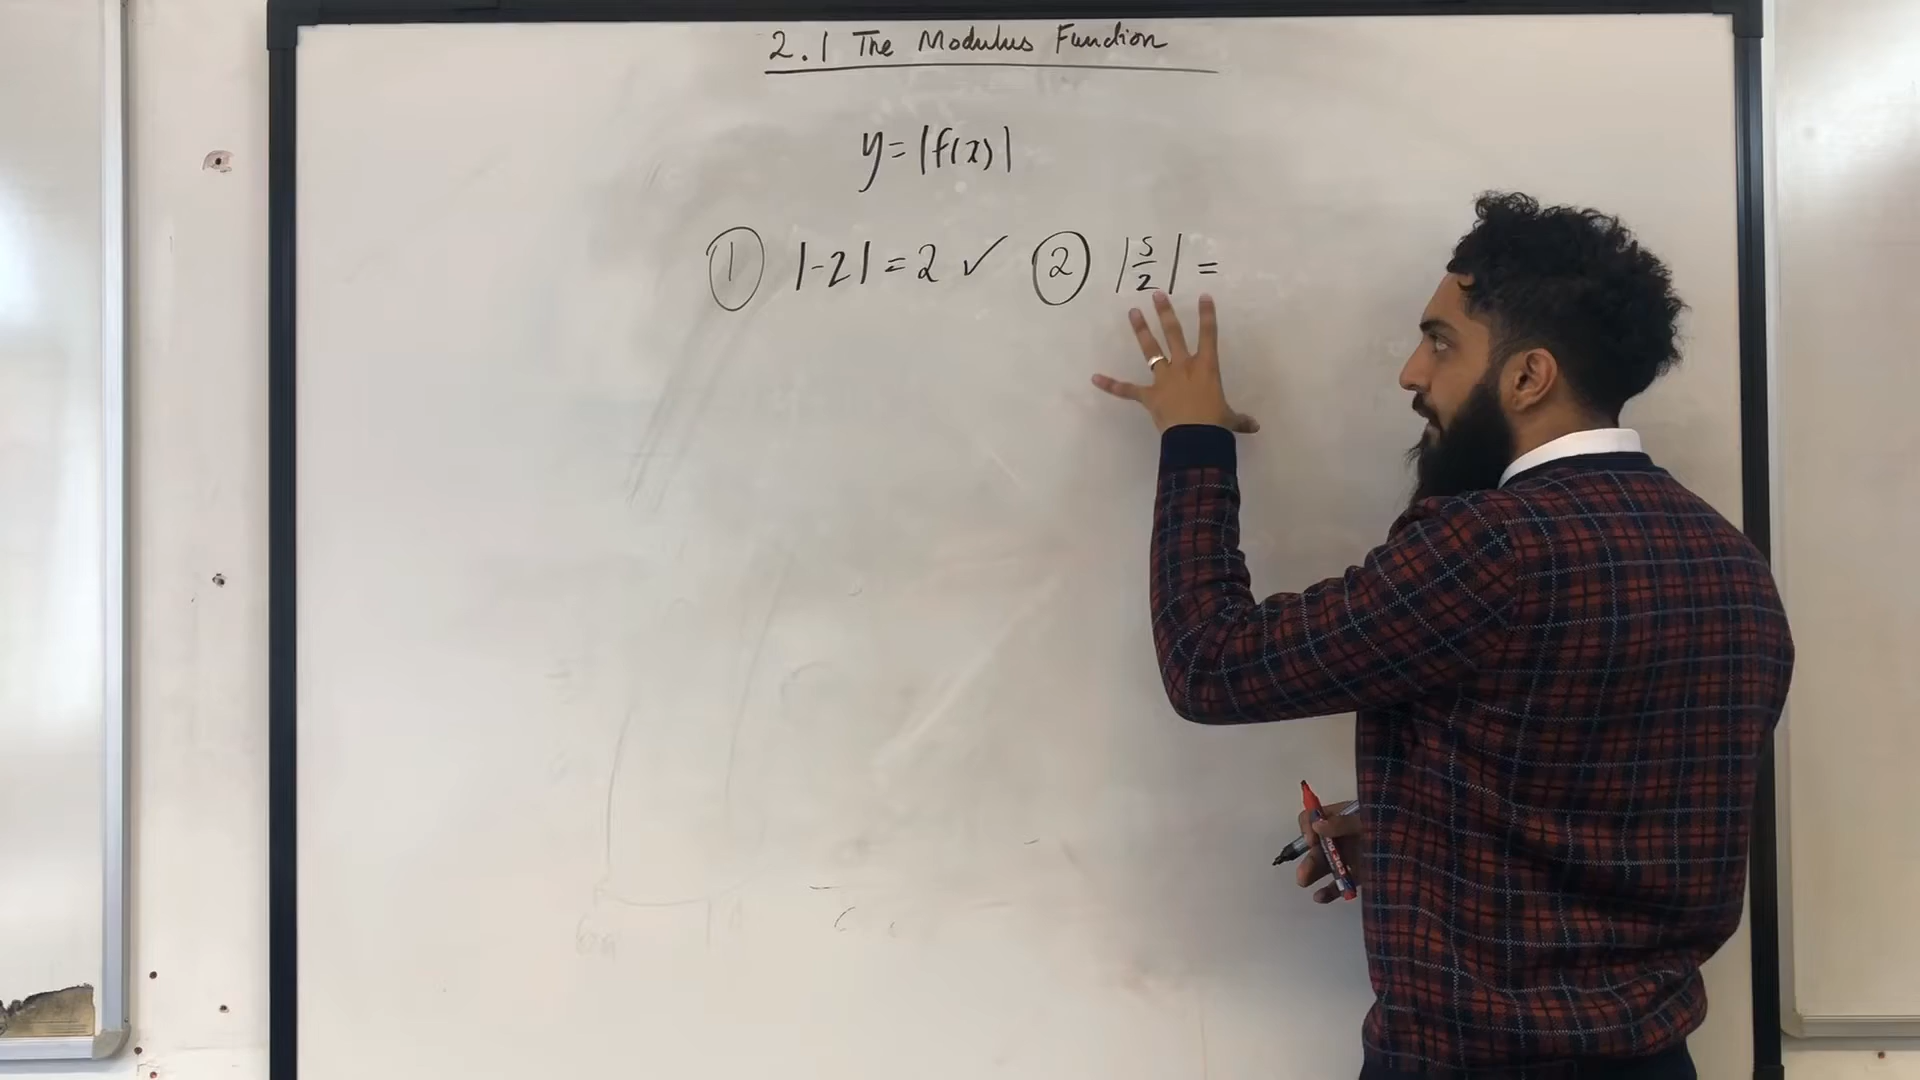 2.1 The Modulus Function
y=|f(x)|
① |-2|=2 ✓ ② |5/2| =